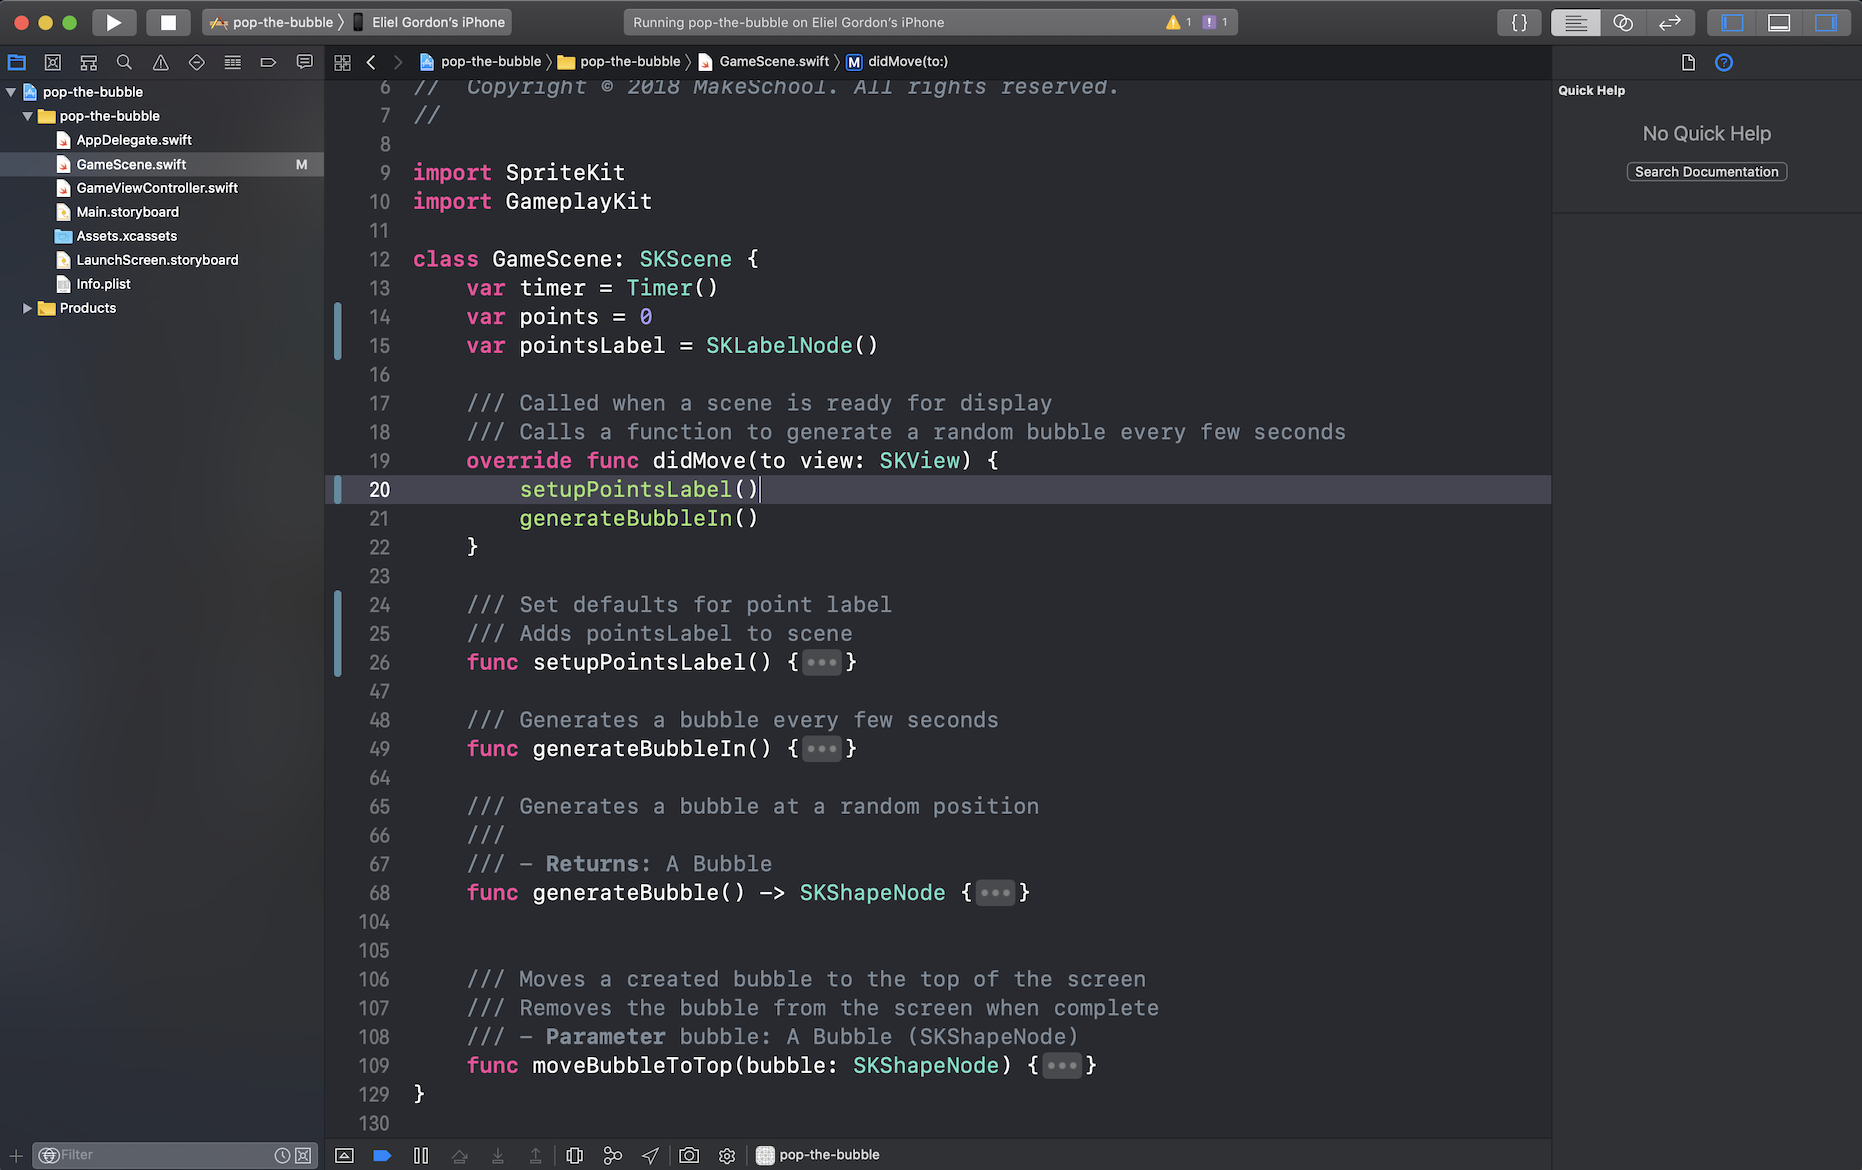 pop-the-bubble 〉 Eliel Gordon’s iPhone
Running pop-the-bubble on Eliel Gordon’s iPhone 1 ! 1
{}
pop-the-bubble 〉 pop-the-bubble 〉 GameScene.swift 〉 M didMove(to:)
pop-the-bubble
pop-the-bubble
AppDelegate.swift
GameScene.swift M
GameViewController.swift
Main.storyboard
Assets.xcassets
LaunchScreen.storyboard
Info.plist
Products
Filter
6 //  Copyright © 2018 MakeSchool. All rights reserved.
7 //
8
9 import SpriteKit
10 import GameplayKit
11
12 class GameScene: SKScene {
13     var timer = Timer()
14     var points = 0
15     var pointsLabel = SKLabelNode()
16
17     /// Called when a scene is ready for display
18     /// Calls a function to generate a random bubble every few seconds
19     override func didMove(to view: SKView) {
20         setupPointsLabel()
21         generateBubbleIn()
22     }
23
24     /// Set defaults for point label
25     /// Adds pointsLabel to scene
26     func setupPointsLabel() {•••}
47
48     /// Generates a bubble every few seconds
49     func generateBubbleIn() {•••}
64
65     /// Generates a bubble at a random position
66     ///
67     /// – Returns: A Bubble
68     func generateBubble() –> SKShapeNode {•••}
104
105
106     /// Moves a created bubble to the top of the screen
107     /// Removes the bubble from the screen when complete
108     /// – Parameter bubble: A Bubble (SKShapeNode)
109     func moveBubbleToTop(bubble: SKShapeNode) {•••}
129 }
130
pop-the-bubble
Quick Help
No Quick Help
Search Documentation